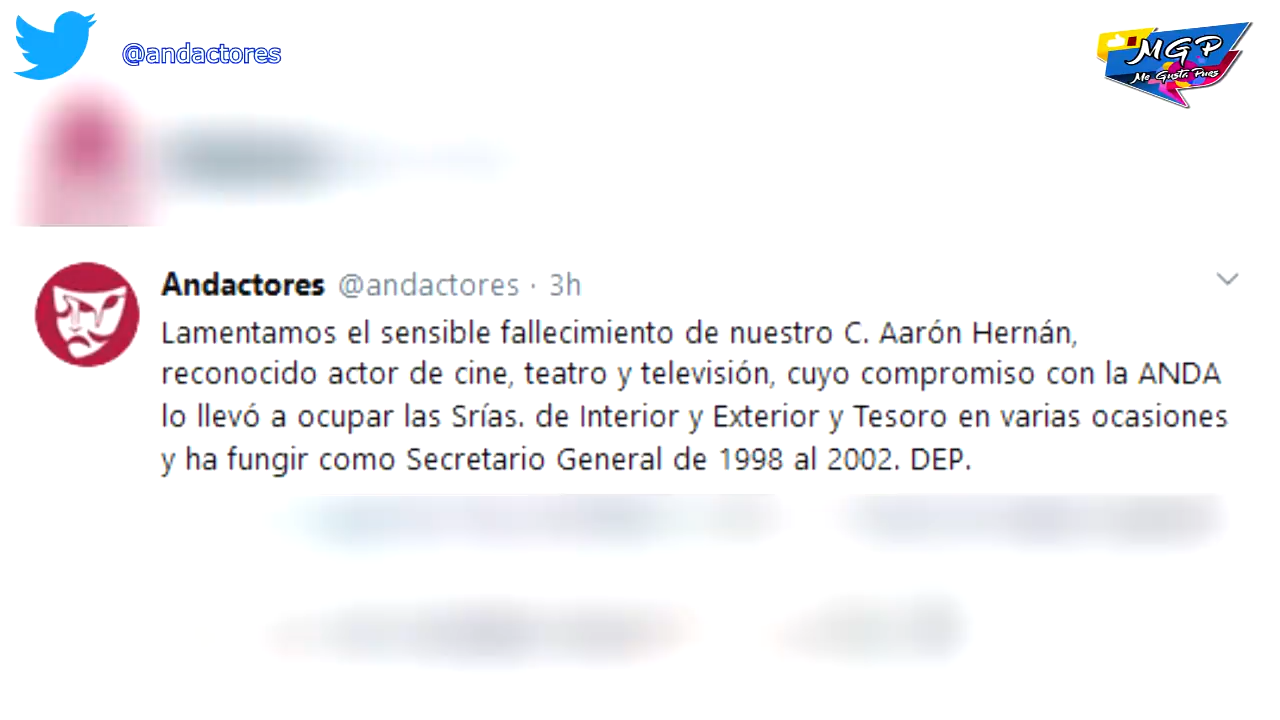 @andactores
MGP
Me Gusta Pues
Andactores @andactores · 3h
Lamentamos el sensible fallecimiento de nuestro C. Aarón Hernán,
reconocido actor de cine, teatro y televisión, cuyo compromiso con la ANDA
lo llevó a ocupar las Srías. de Interior y Exterior y Tesoro en varias ocasiones
y ha fungir como Secretario General de 1998 al 2002. DEP.